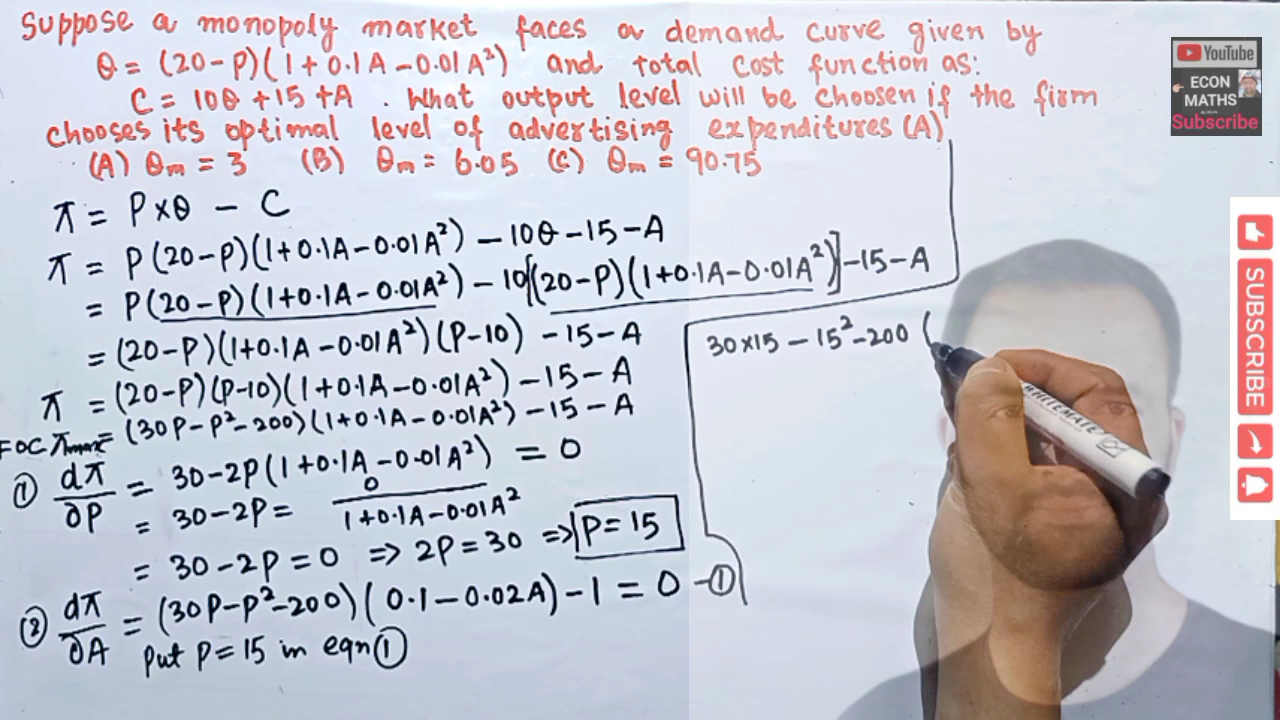 Suppose a monopoly market faces a demand curve given by
Q = (20-P)(1+0.1A-0.01A²) and total cost function as:
C = 10Q+15+A. What output level will be choosen if the firm
chooses its optimal level of advertising expenditures (A)
(A) Qm = 3 (B) Qm = 6.05 (C) Qm = 90.75
π = P×Q - C
π = P(20-P)(1+0.1A-0.01A²) - 10Q-15-A
= P(20-P)(1+0.1A-0.01A²) - 10[(20-P)(1+0.1A-0.01A²)]-15-A
= (20-P)(1+0.1A-0.01A²)(P-10) -15-A
π = (20-P)(P-10)(1+0.1A-0.01A²)-15-A
FOC πmax = (30P-P²-200)(1+0.1A-0.01A²)-15-A
① dπ/∂P = 30-2P(1+0.1A-0.01A²) = 0
= 30-2P = 0/1+0.1A-0.01A²
= 30-2P=0 => 2P=30 => P=15
② dπ/∂A = (30P-P²-200)(0.1-0.02A)-1=0 -①
Put P=15 in eqn①
30×15-15²-200 (
WHITEMATE
YouTube
ECON
MATHS
Subscribe
SUBSCRIBE